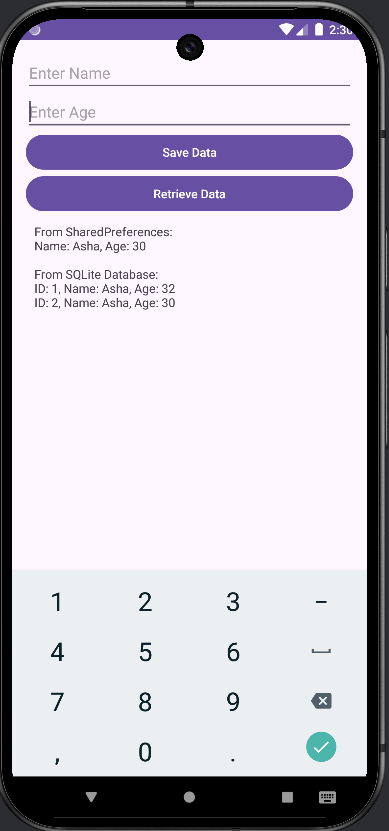 2:30
Enter Name
Enter Age
Save Data
Retrieve Data
From SharedPreferences:
Name: Asha, Age: 30
From SQLite Database:
ID: 1, Name: Asha, Age: 32
ID: 2, Name: Asha, Age: 30
1 2 3 –
4 5 6
7 8 9
, 0 .